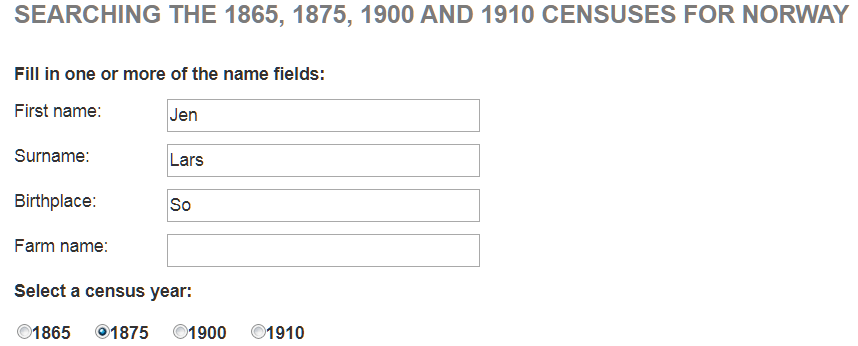 SEARCHING THE 1865, 1875, 1900 AND 1910 CENSUSES FOR NORWAY
Fill in one or more of the name fields:
First name: Jen
Surname: Lars
Birthplace: So
Farm name:
Select a census year:
1865 1875 1900 1910